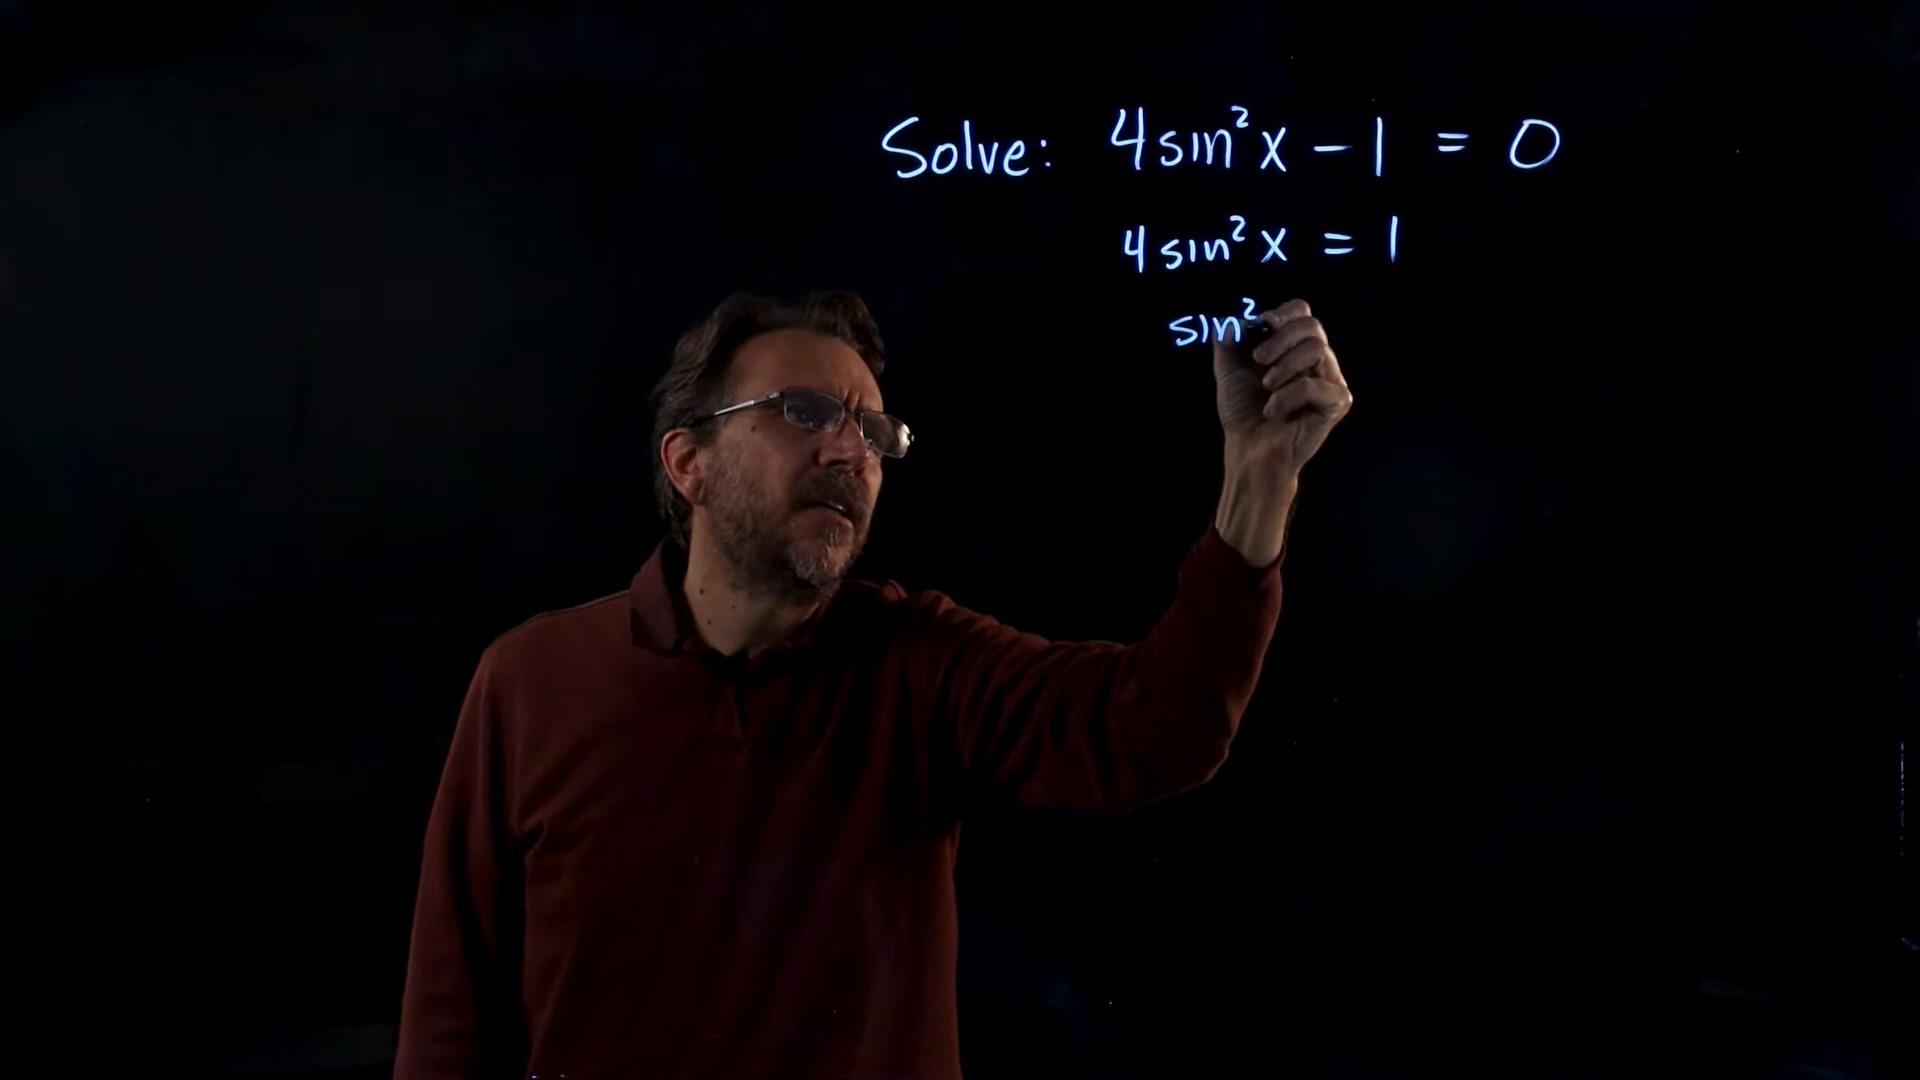 Solve: 4sin²x - 1 = 0
4sin²x = 1
sin²